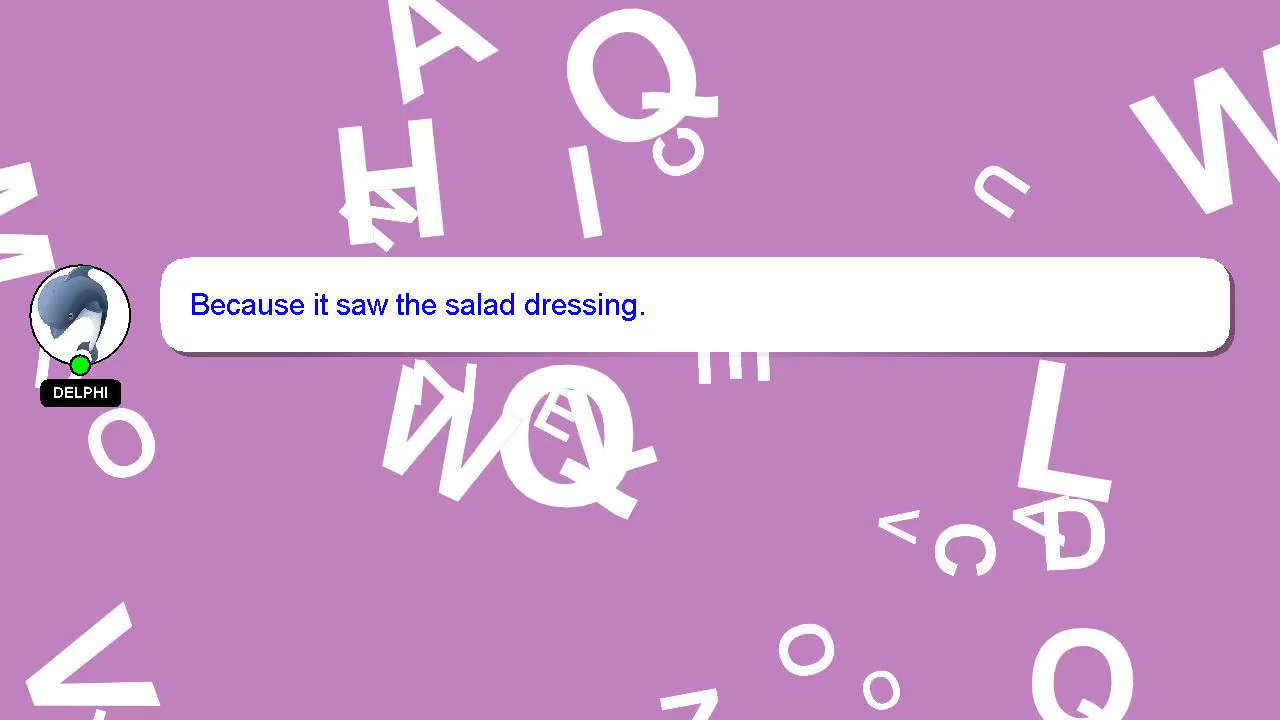 A
Q
H
I
C
N
U
W
M
Because it saw the salad dressing.
DELPHI
E
L
O
N
W
Q
E
A
L
V
C
A
D
V
O
O
Q
Z